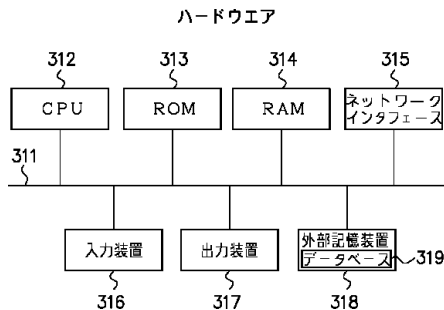 ハードウエア
312
313
314
315
CPU
ROM
RAM
ネットワーク
インタフェース
311
入力装置
出力装置
外部記憶装置
データベース
319
316
317
318